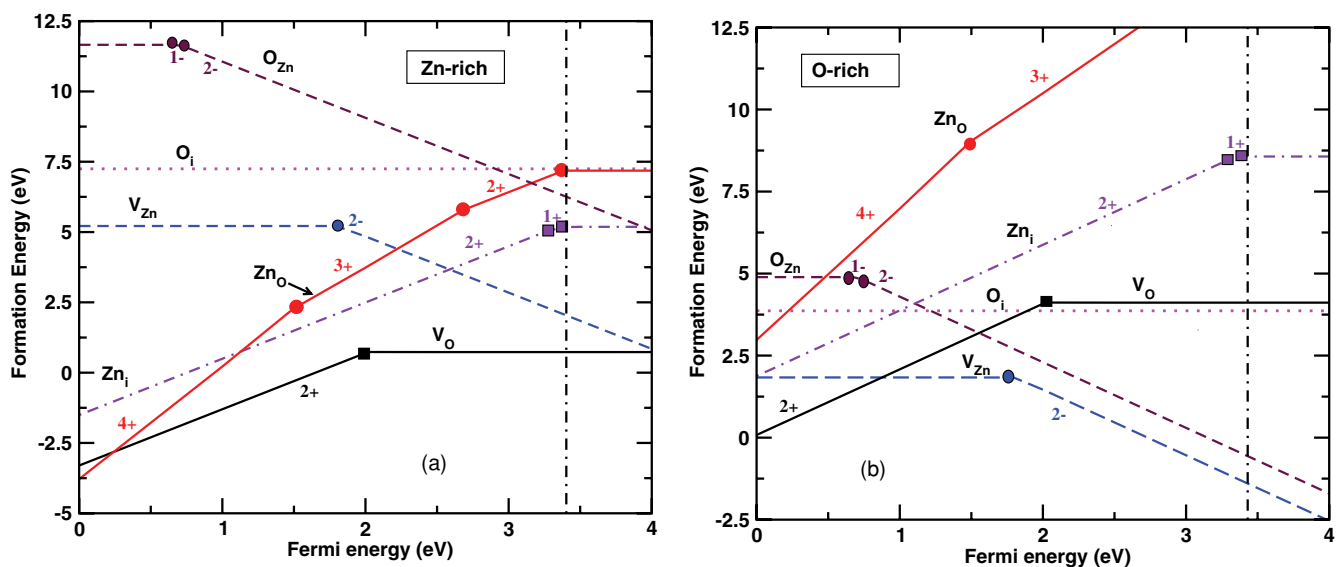 12.5
10
7.5
5
2.5
0
-2.5
-5
Formation Energy (eV)
0 1 2 3 4
Fermi energy (eV)
Zn-rich
1-
2-
O_Zn
O_i
2+
V_Zn
2-
1+
2+
3+
Zn_O
Zn_i
V_O
2+
4+
(a)
12.5
10
7.5
5
2.5
0
-2.5
Formation Energy (eV)
0 1 2 3 4
Fermi energy (eV)
O-rich
3+
Zn_O
1+
4+
2+
Zn_i
O_Zn
1-
2-
O_i
V_O
V_Zn
2+
2-
(b)